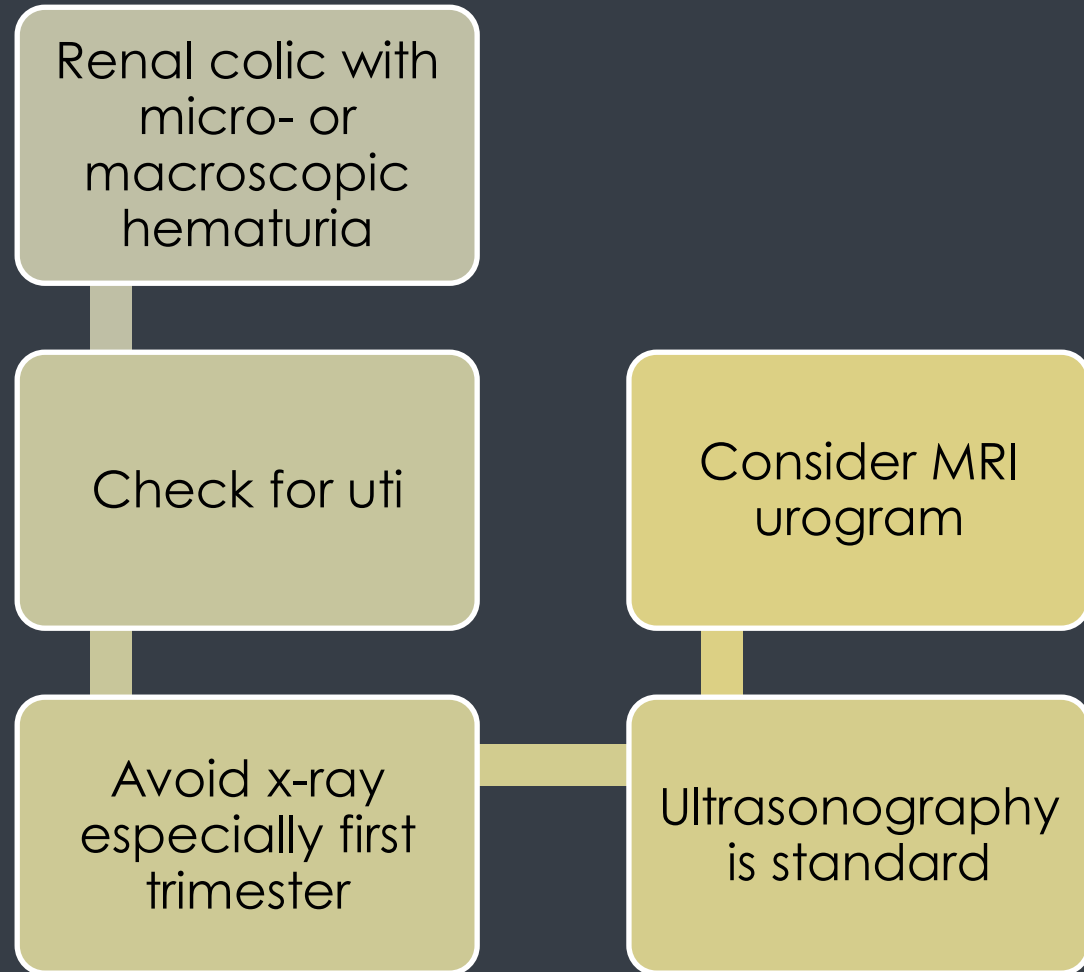 Renal colic with
micro- or
macroscopic
hematuria
Check for uti
Avoid x-ray
especially first
trimester
Ultrasonography
is standard
Consider MRI
urogram